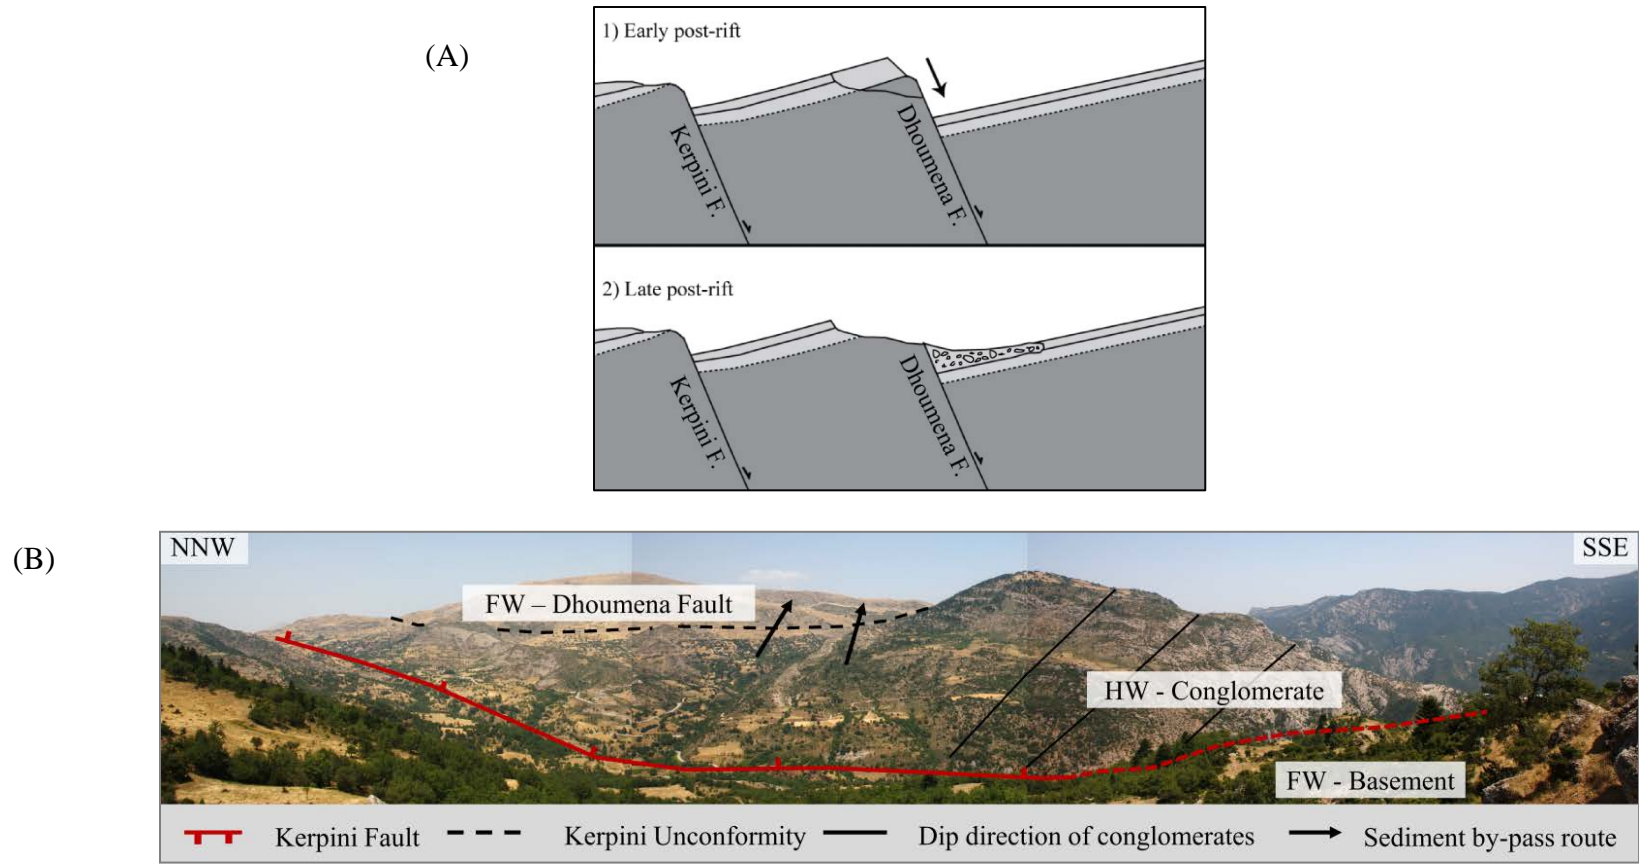 (A)
1) Early post-rift
Kerpini F.
Dhoumena F.
2) Late post-rift
Kerpini F.
Dhoumena F.
(B)
NNW
SSE
FW – Dhoumena Fault
HW - Conglomerate
FW - Basement
Kerpini Fault
Kerpini Unconformity
Dip direction of conglomerates
Sediment by-pass route